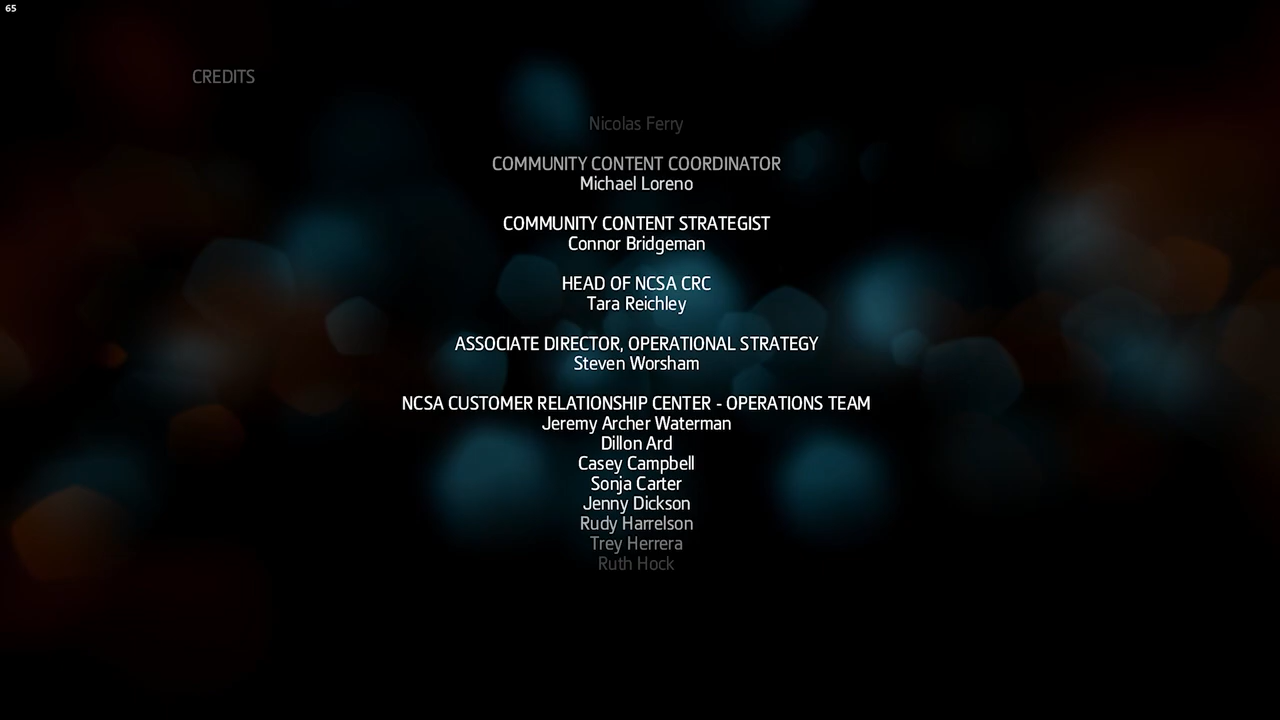 65
CREDITS
Nicolas Ferry
COMMUNITY CONTENT COORDINATOR
Michael Loreno
COMMUNITY CONTENT STRATEGIST
Connor Bridgeman
HEAD OF NCSA CRC
Tara Reichley
ASSOCIATE DIRECTOR, OPERATIONAL STRATEGY
Steven Worsham
NCSA CUSTOMER RELATIONSHIP CENTER - OPERATIONS TEAM
Jeremy Archer Waterman
Dillon Ard
Casey Campbell
Sonja Carter
Jenny Dickson
Rudy Harrelson
Trey Herrera
Ruth Hock